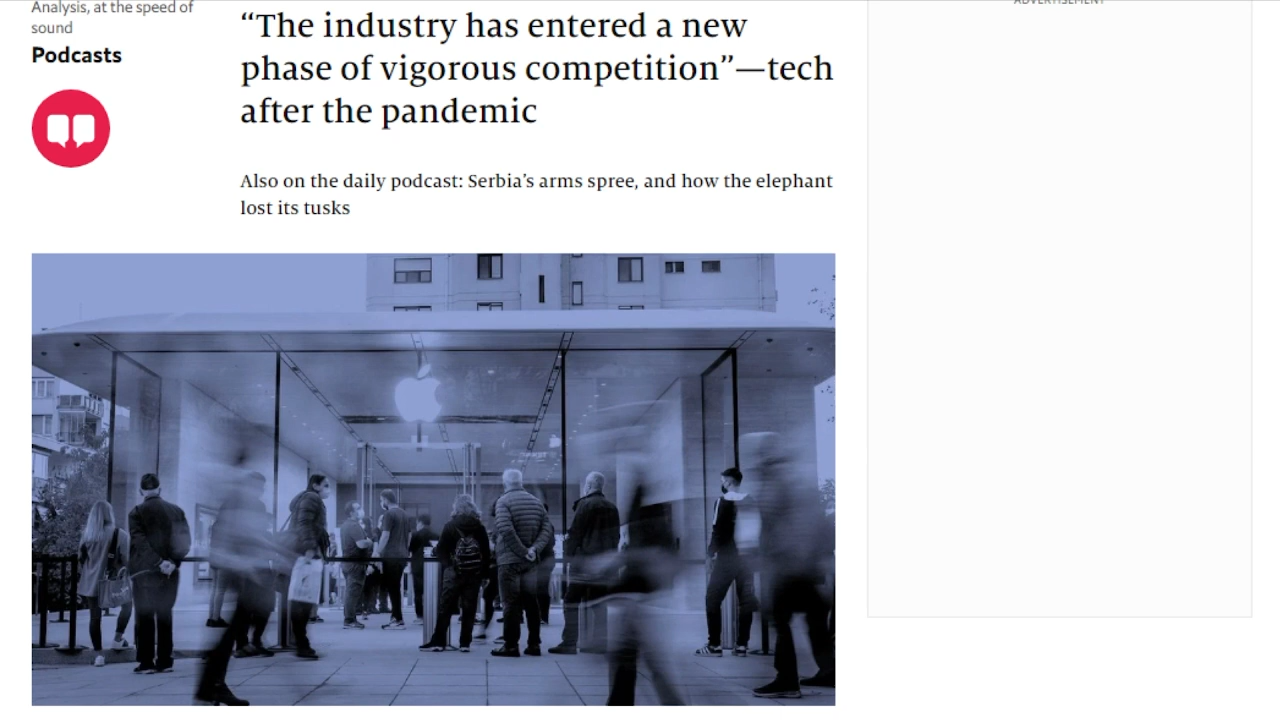 Analysis, at the speed of
sound
Podcasts
“The industry has entered a new
phase of vigorous competition”—tech
after the pandemic
Also on the daily podcast: Serbia’s arms spree, and how the elephant
lost its tusks
ADVERTISEMENT